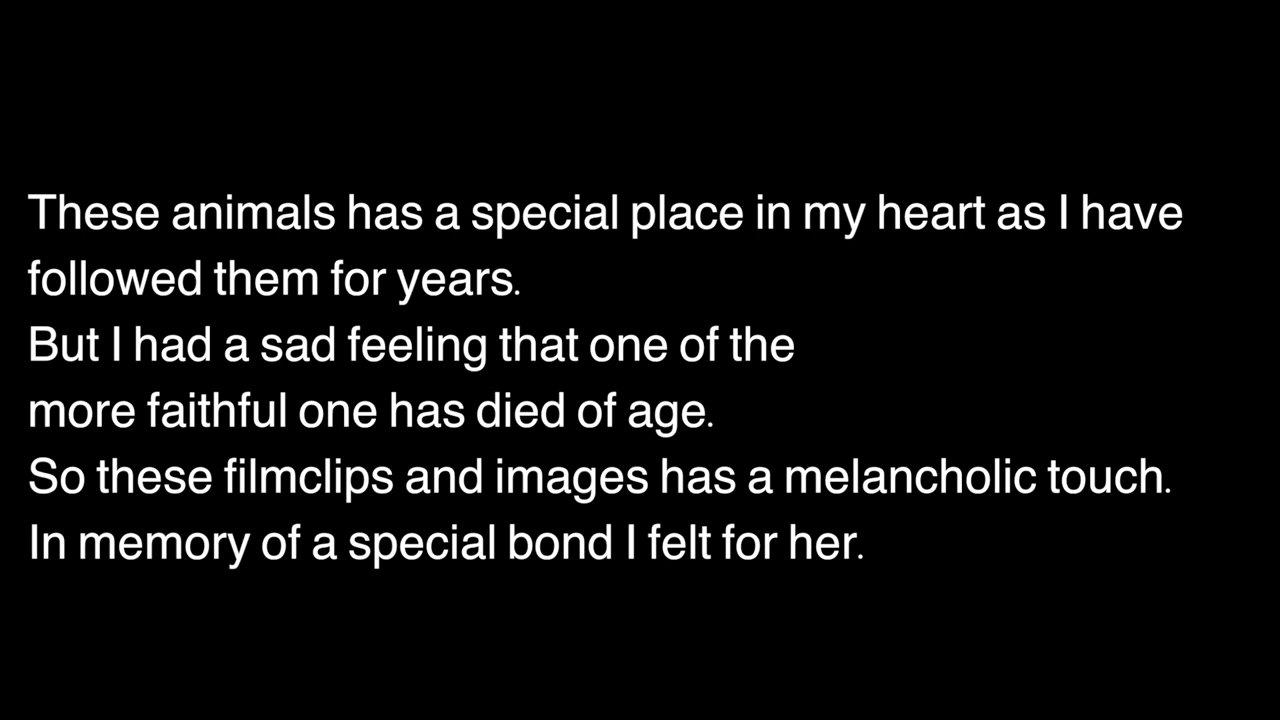 These animals has a special place in my heart as I have
followed them for years.
But I had a sad feeling that one of the
more faithful one has died of age.
So these filmclips and images has a melancholic touch.
In memory of a special bond I felt for her.